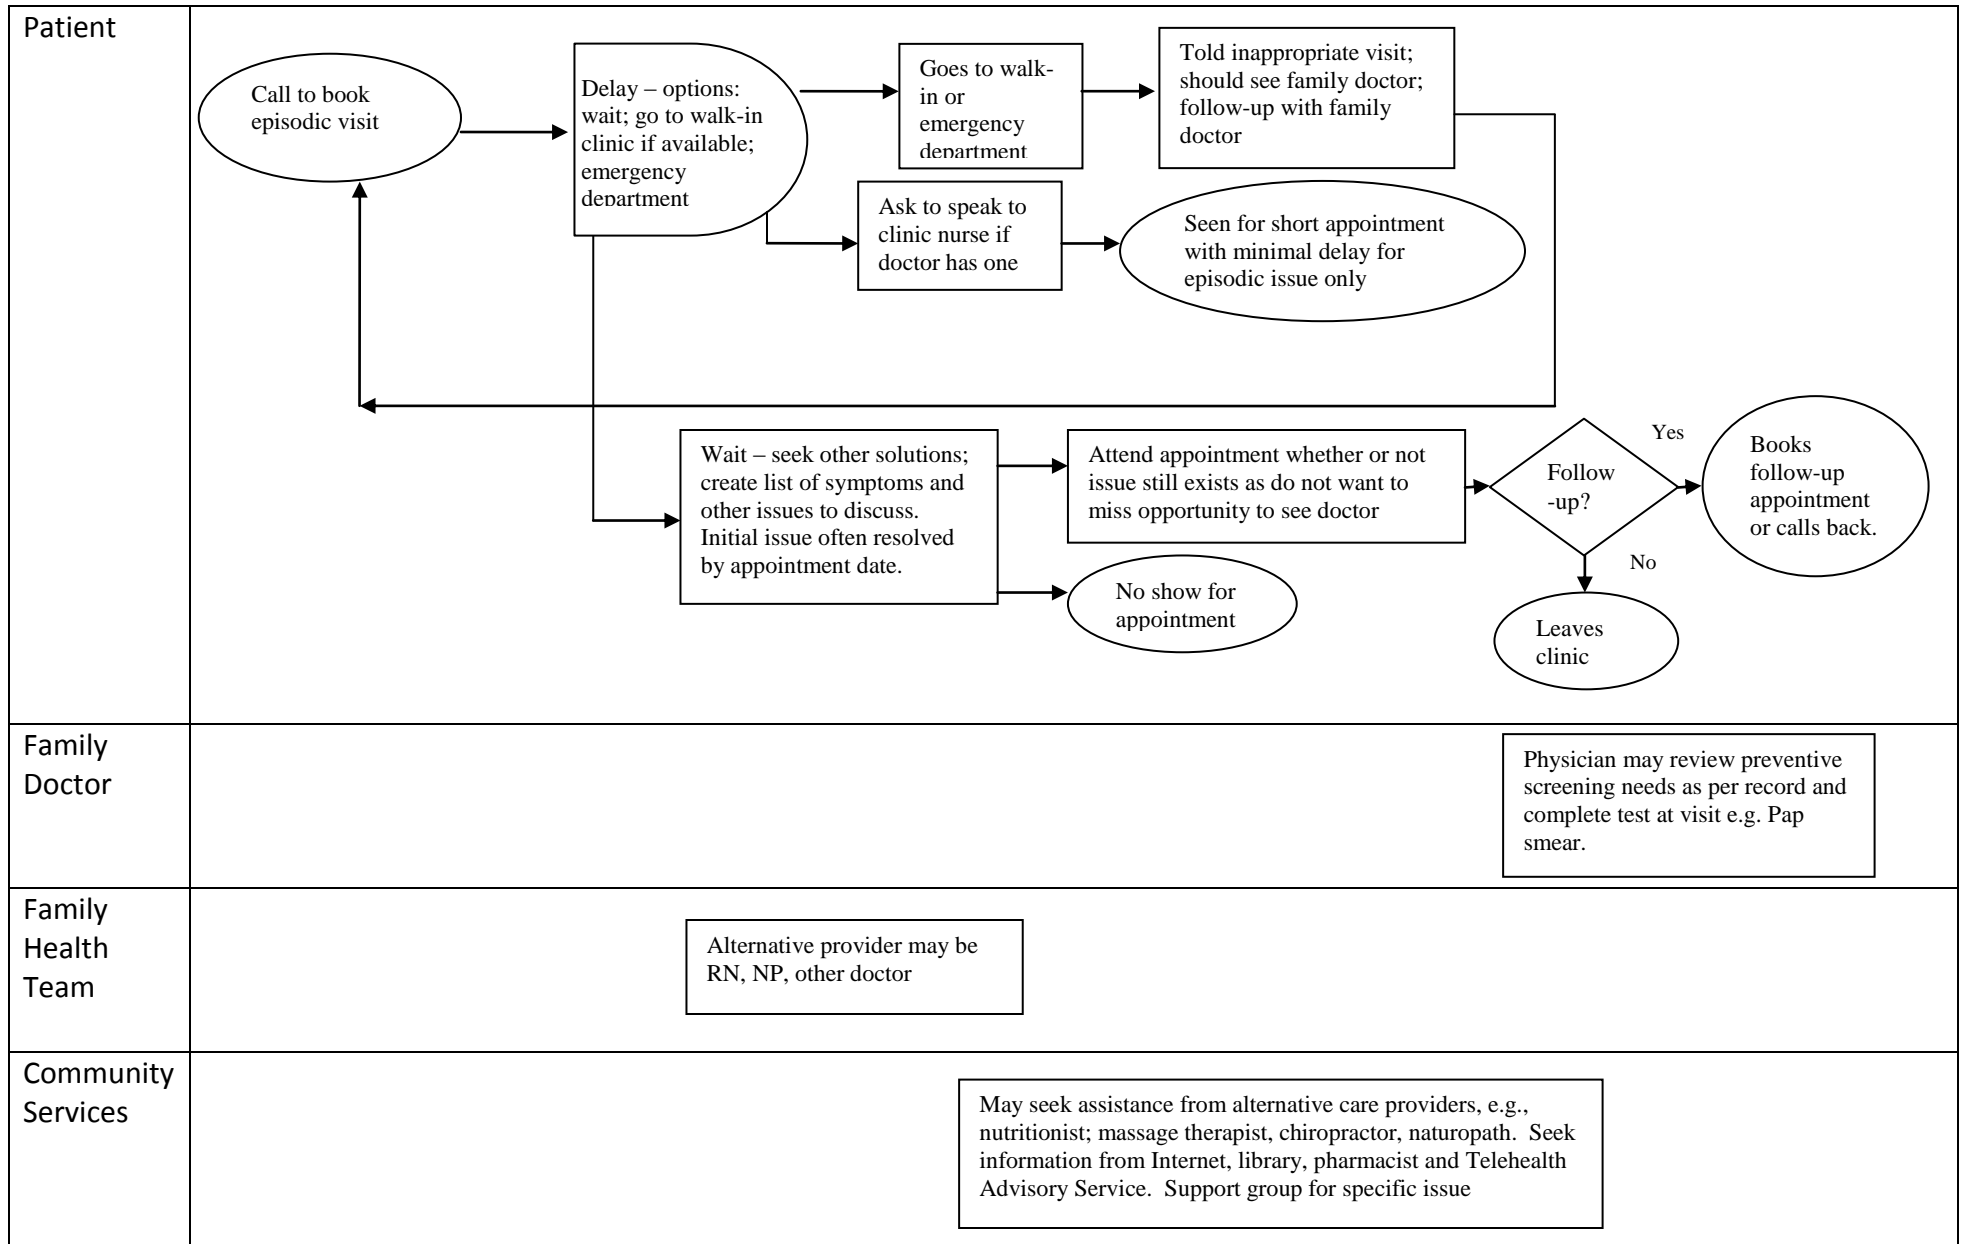 Patient
Call to book
episodic visit
Delay – options:
wait; go to walk-in
clinic if available;
emergency
department
Goes to walk-
in or
emergency
department
Told inappropriate visit;
should see family doctor;
follow-up with family
doctor
Ask to speak to
clinic nurse if
doctor has one
Seen for short appointment
with minimal delay for
episodic issue only
Wait – seek other solutions;
create list of symptoms and
other issues to discuss.
Initial issue often resolved
by appointment date.
Attend appointment whether or not
issue still exists as do not want to
miss opportunity to see doctor
No show for
appointment
Follow
-up?
Yes
No
Books
follow-up
appointment
or calls back.
Leaves
clinic
Family
Doctor
Physician may review preventive
screening needs as per record and
complete test at visit e.g. Pap
smear.
Family
Health
Team
Alternative provider may be
RN, NP, other doctor
Community
Services
May seek assistance from alternative care providers, e.g.,
nutritionist; massage therapist, chiropractor, naturopath.  Seek
information from Internet, library, pharmacist and Telehealth
Advisory Service.  Support group for specific issue